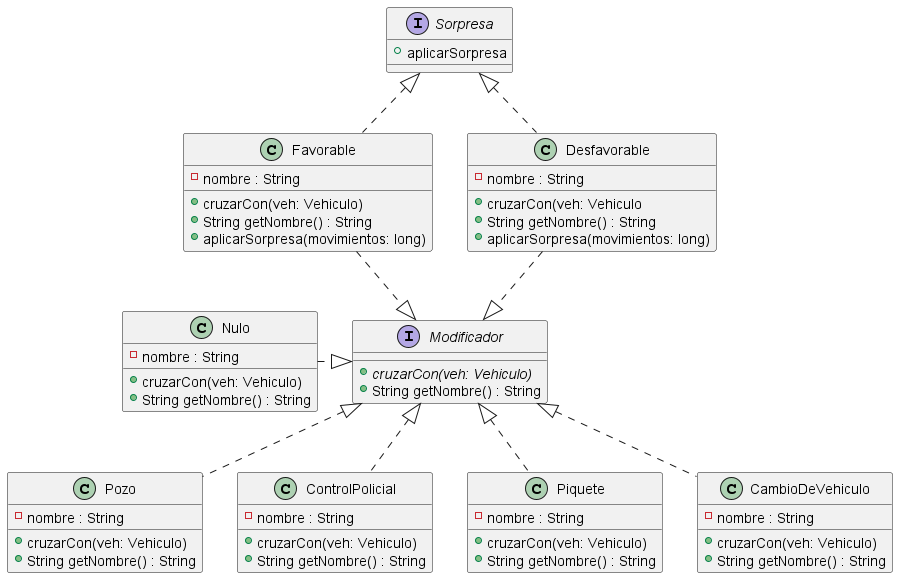 I Sorpresa
aplicarSorpresa
C Favorable
nombre : String
cruzarCon(veh: Vehiculo)
String getNombre() : String
aplicarSorpresa(movimientos: long)
C Desfavorable
nombre : String
cruzarCon(veh: Vehiculo
String getNombre() : String
aplicarSorpresa(movimientos: long)
C Nulo
nombre : String
cruzarCon(veh: Vehiculo)
String getNombre() : String
I Modificador
cruzarCon(veh: Vehiculo)
String getNombre() : String
C Pozo
nombre : String
cruzarCon(veh: Vehiculo)
String getNombre() : String
C ControlPolicial
nombre : String
cruzarCon(veh: Vehiculo)
String getNombre() : String
C Piquete
nombre : String
cruzarCon(veh: Vehiculo)
String getNombre() : String
C CambioDeVehiculo
nombre : String
cruzarCon(veh: Vehiculo)
String getNombre() : String